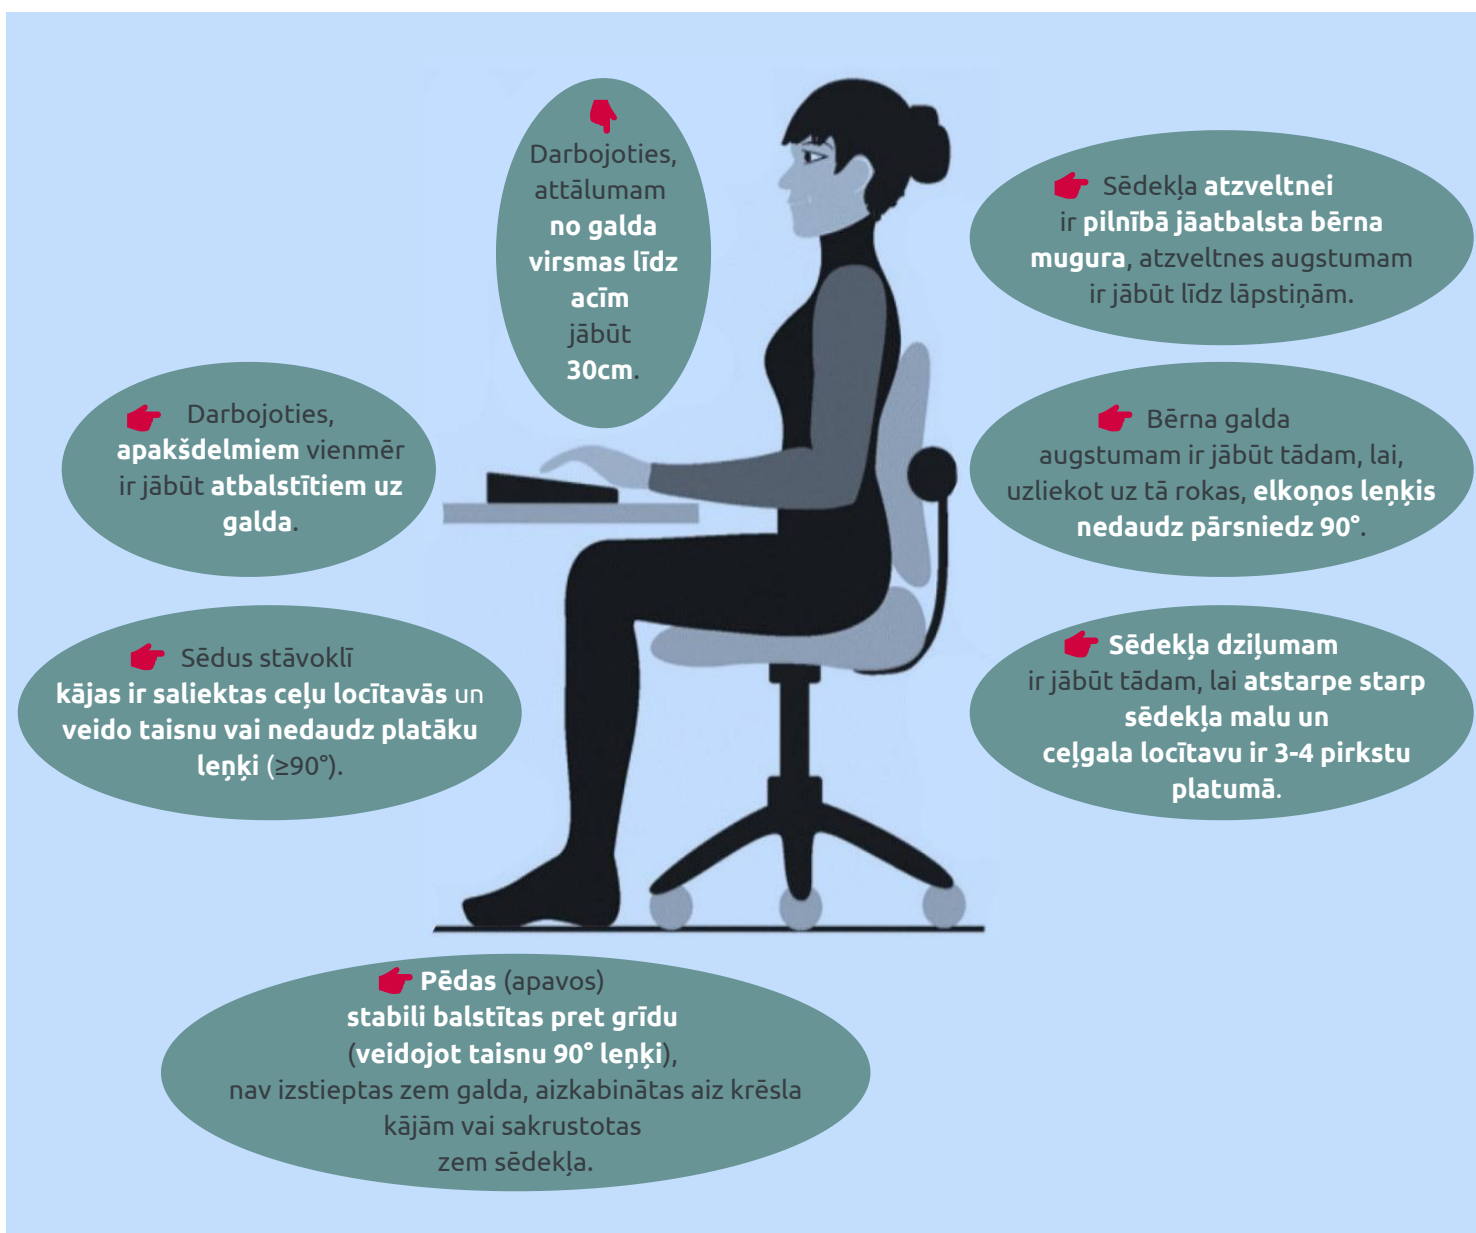 Darbojoties,
attālumam
no galda
virsmas līdz
acīm
jābūt
30cm.
Sēdekļa atzveltnei
ir pilnībā jāatbalsta bērna
mugura, atzveltnes augstumam
ir jābūt līdz lāpstiņām.
Darbojoties,
apakšdelmiem vienmēr
ir jābūt atbalstītiem uz
galda.
Bērna galda
augstumam ir jābūt tādam, lai,
uzliekot uz tā rokas, elkoņos leņķis
nedaudz pārsniedz 90°.
Sēdus stāvoklī
kājas ir saliektas ceļu locītavās un
veido taisnu vai nedaudz platāku
leņķi (≥90°).
Sēdekļa dziļumam
ir jābūt tādam, lai atstarpe starp
sēdekļa malu un
ceļgala locītavu ir 3-4 pirkstu
platumā.
Pēdas (apavos)
stabili balstītas pret grīdu
(veidojot taisnu 90° leņķi),
nav izstieptas zem galda, aizkabinātas aiz krēsla
kājām vai sakrustotas
zem sēdekļa.